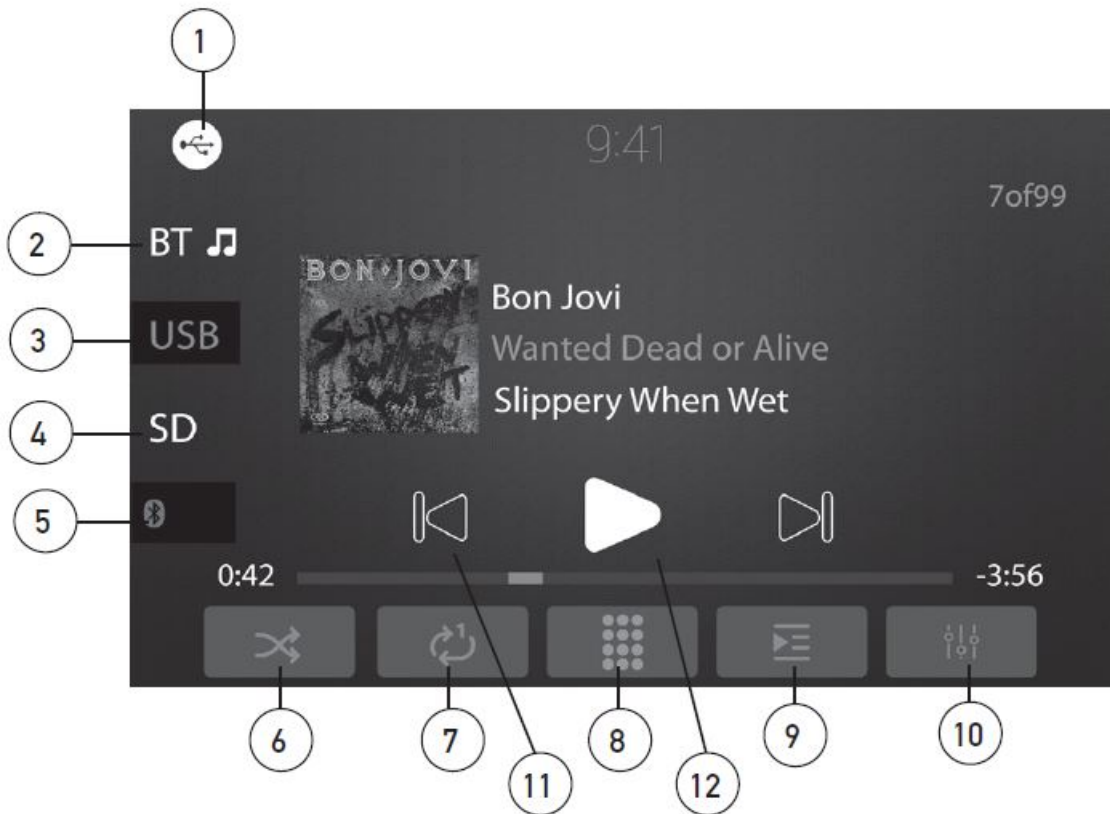 1
9:41
7of99
2
BT
BON JOVI
SLIPPERY
WHEN
WET
Bon Jovi
3
USB
Wanted Dead or Alive
Slippery When Wet
4
SD
5
0:42
-3:56
1
6
7
8
9
10
11
12